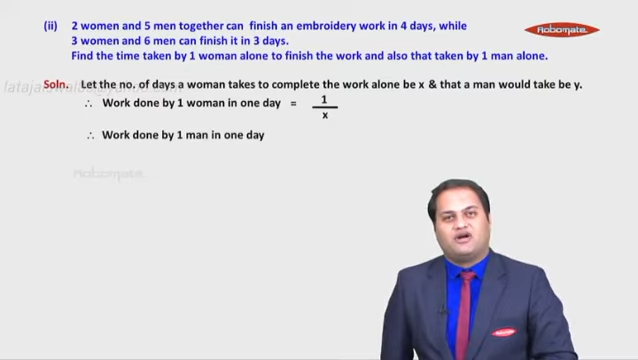 (ii) 2 women and 5 men together can finish an embroidery work in 4 days, while
3 women and 6 men can finish it in 3 days.
Find the time taken by 1 woman alone to finish the work and also that taken by 1 man alone.
Robomate
Soln. Let the no. of days a woman takes to complete the work alone be x & that a man would take be y.
∴ Work done by 1 woman in one day = 1
x
∴ Work done by 1 man in one day
Robomate